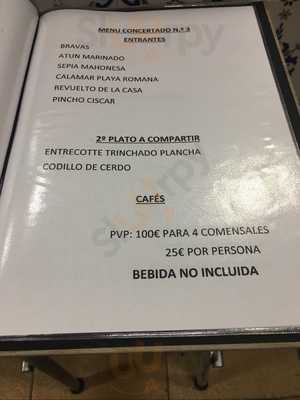 MENU CONCERTADO N.º 3
ENTRANTES
BRAVAS
ATUN MARINADO
SEPIA MAHONESA
CALAMAR PLAYA ROMANA
REVUELTO DE LA CASA
PINCHO CISCAR
2º PLATO A COMPARTIR
ENTRECOTTE TRINCHADO PLANCHA
CODILLO DE CERDO
CAFÉS
PVP: 100€ PARA 4 COMENSALES
25€ POR PERSONA
BEBIDA NO INCLUIDA